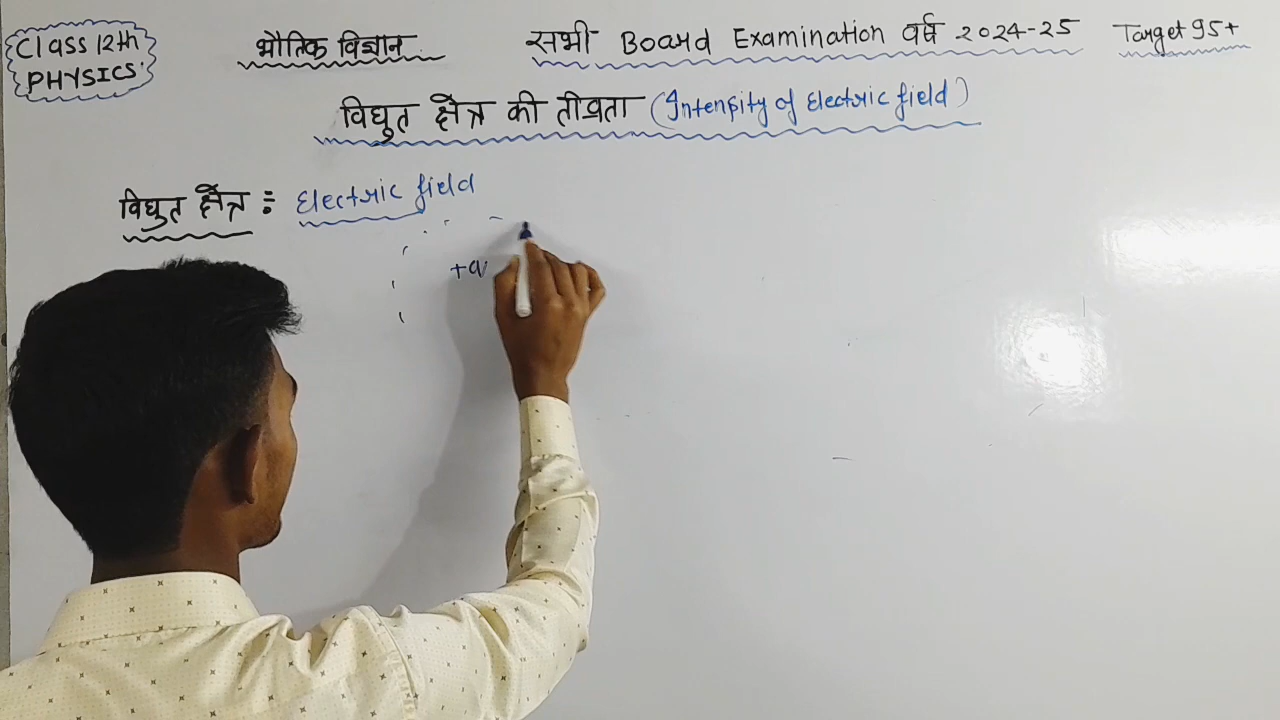 Class 12th
PHYSICS
भौतिक विज्ञान
सभी Board Examination वर्ष 2024-25
Target 95+
विद्युत क्षेत्र की तीव्रता (Intensity of Electric field)
विद्युत क्षेत्र : Electric field
+q